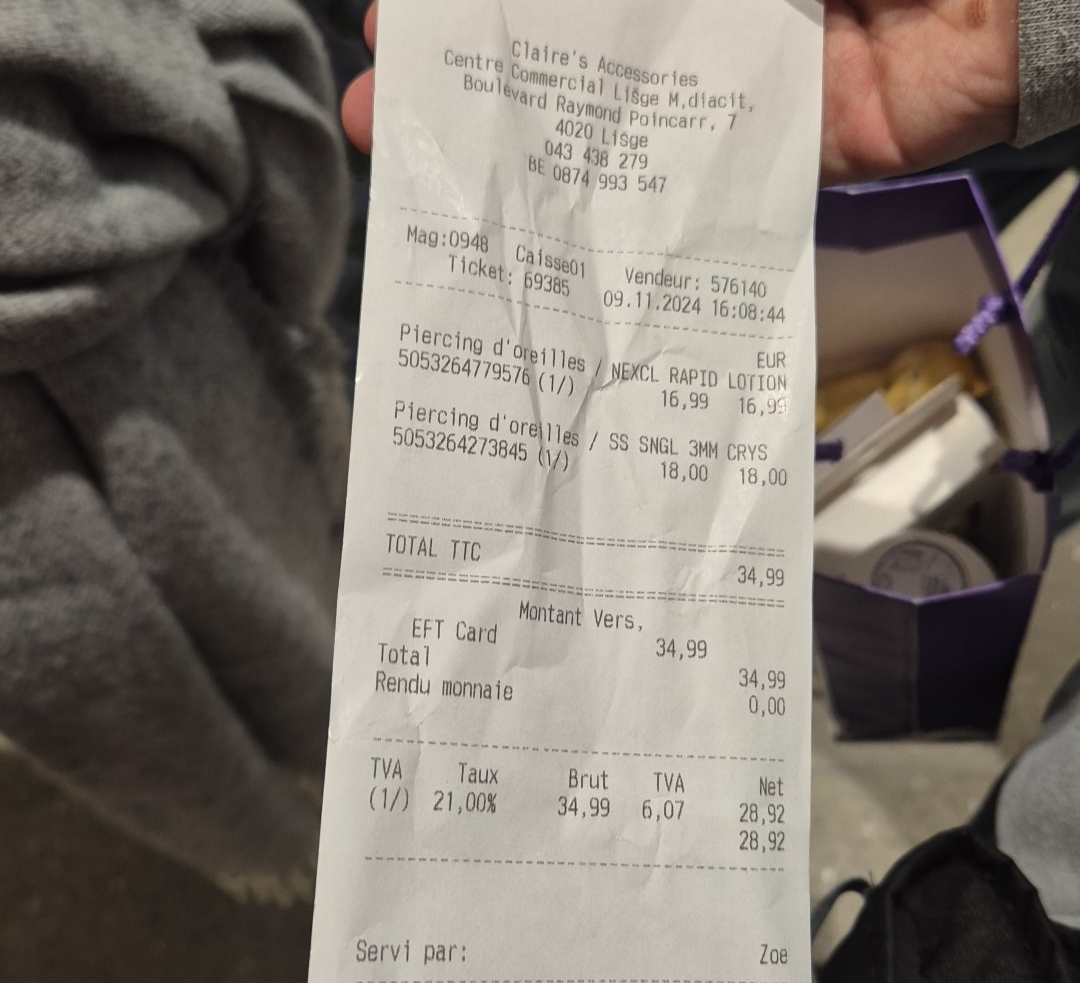 Claire's Accessories
Centre Commercial Lišge M,diacit,
Boulevard Raymond Poincarr, 7
4020 Lišge
043 438 279
BE 0874 993 547
Mag:0948 Caisse01 Vendeur: 576140
Ticket: 69385 09.11.2024 16:08:44
EUR
Piercing d'oreilles / NEXCL RAPID LOTION
5053264779576 (1/) 16,99 16,99
Piercing d'oreilles / SS SNGL 3MM CRYS
5053264273845 (1/) 18,00 18,00
TOTAL TTC 34,99
Montant Vers,
EFT Card 34,99
Total 34,99
Rendu monnaie 0,00
TVA Taux Brut TVA Net
(1/) 21,00% 34,99 6,07 28,92
28,92
Servi par: Zoe